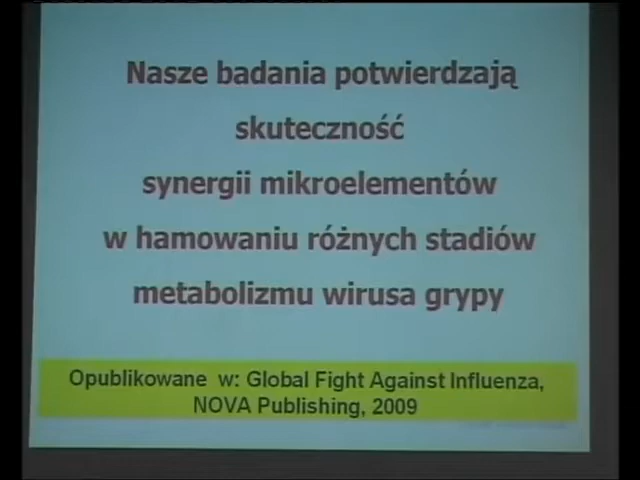 Nasze badania potwierdzają
skuteczność
synergii mikroelementów
w hamowaniu różnych stadiów
metabolizmu wirusa grypy
Opublikowane w: Global Fight Against Influenza,
NOVA Publishing, 2009